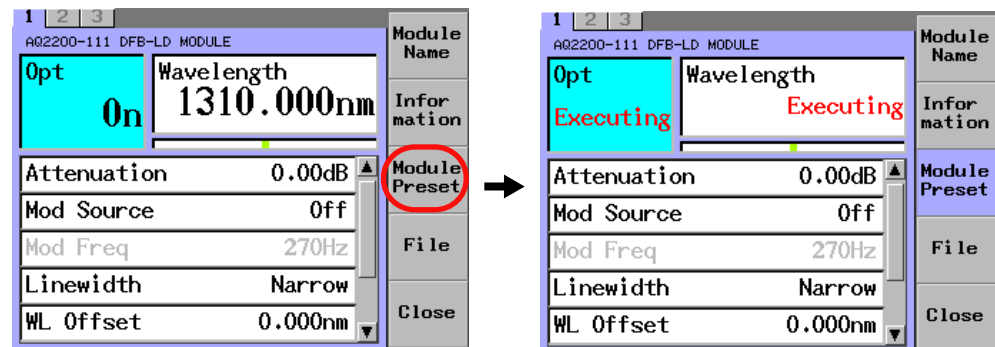 1 2 3
AQ2200-111 DFB-LD MODULE
Opt
On
Wavelength
1310.000nm
Attenuation 0.00dB
Mod Source Off
Mod Freq 270Hz
Linewidth Narrow
WL Offset 0.000nm
Module
Name
Infor
mation
Module
Preset
File
Close
1 2 3
AQ2200-111 DFB-LD MODULE
Opt
Executing
Wavelength
Executing
Attenuation 0.00dB
Mod Source Off
Mod Freq 270Hz
Linewidth Narrow
WL Offset 0.000nm
Module
Name
Infor
mation
Module
Preset
File
Close